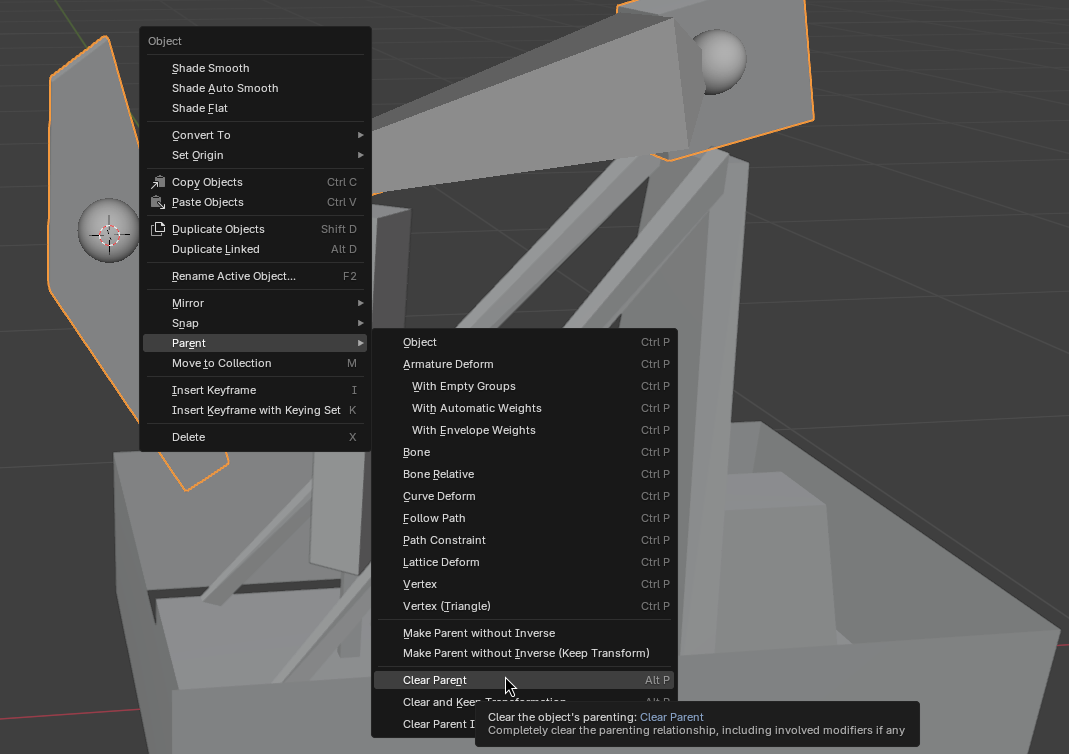 Object
Shade Smooth
Shade Auto Smooth
Shade Flat
Convert To
Set Origin
Copy Objects Ctrl C
Paste Objects Ctrl V
Duplicate Objects Shift D
Duplicate Linked Alt D
Rename Active Object... F2
Mirror
Snap
Parent
Move to Collection M
Insert Keyframe I
Insert Keyframe with Keying Set K
Delete X
Object Ctrl P
Armature Deform Ctrl P
With Empty Groups Ctrl P
With Automatic Weights Ctrl P
With Envelope Weights Ctrl P
Bone Ctrl P
Bone Relative Ctrl P
Curve Deform Ctrl P
Follow Path Ctrl P
Path Constraint Ctrl P
Lattice Deform Ctrl P
Vertex Ctrl P
Vertex (Triangle) Ctrl P
Make Parent without Inverse
Make Parent without Inverse (Keep Transform)
Clear Parent Alt P
Clear and Keep Transformation Alt P
Clear Parent
Clear the object's parenting: Clear Parent
Completely clear the parenting relationship, including involved modifiers if any